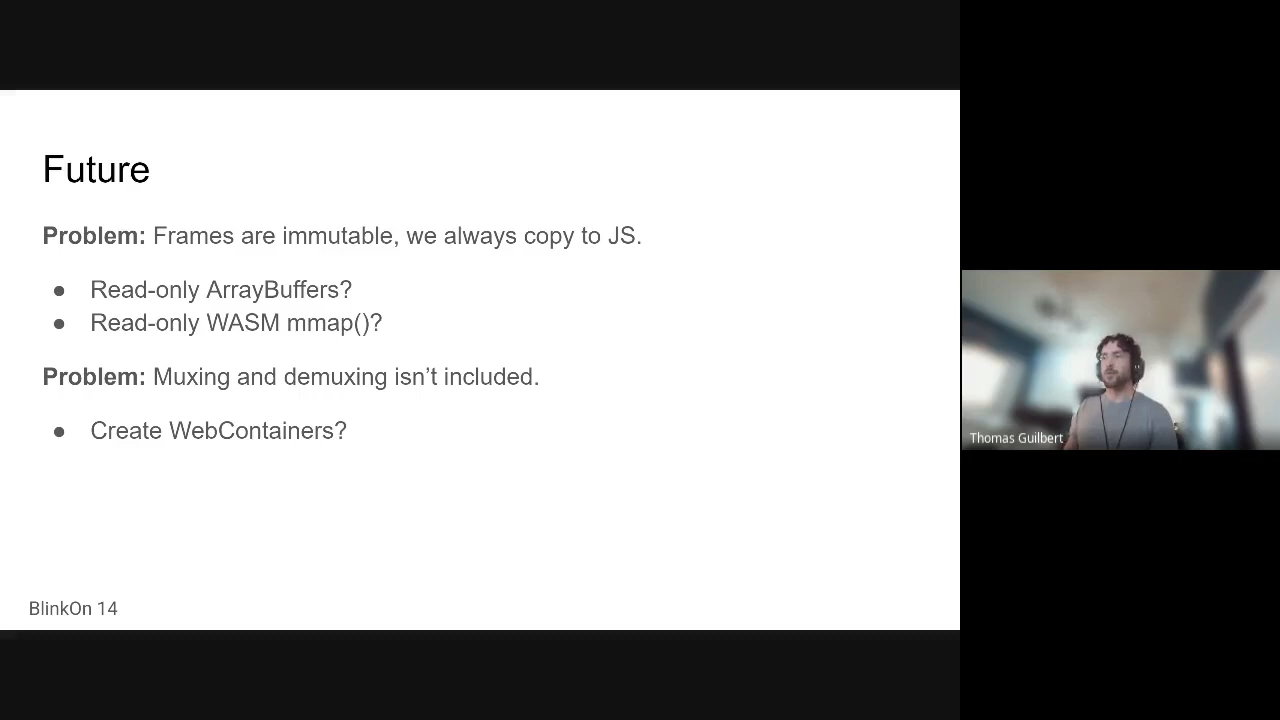 Future
Problem: Frames are immutable, we always copy to JS.
● Read-only ArrayBuffers?
● Read-only WASM mmap()?
Problem: Muxing and demuxing isn’t included.
● Create WebContainers?
BlinkOn 14
Thomas Guilbert